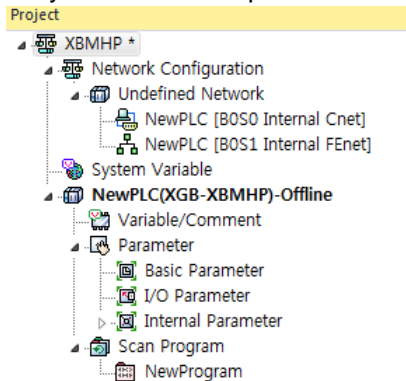 Project
XBMHP *
Network Configuration
Undefined Network
NewPLC [B0S0 Internal Cnet]
NewPLC [B0S1 Internal FEnet]
System Variable
NewPLC(XGB-XBMHP)-Offline
Variable/Comment
Parameter
Basic Parameter
I/O Parameter
Internal Parameter
Scan Program
NewProgram